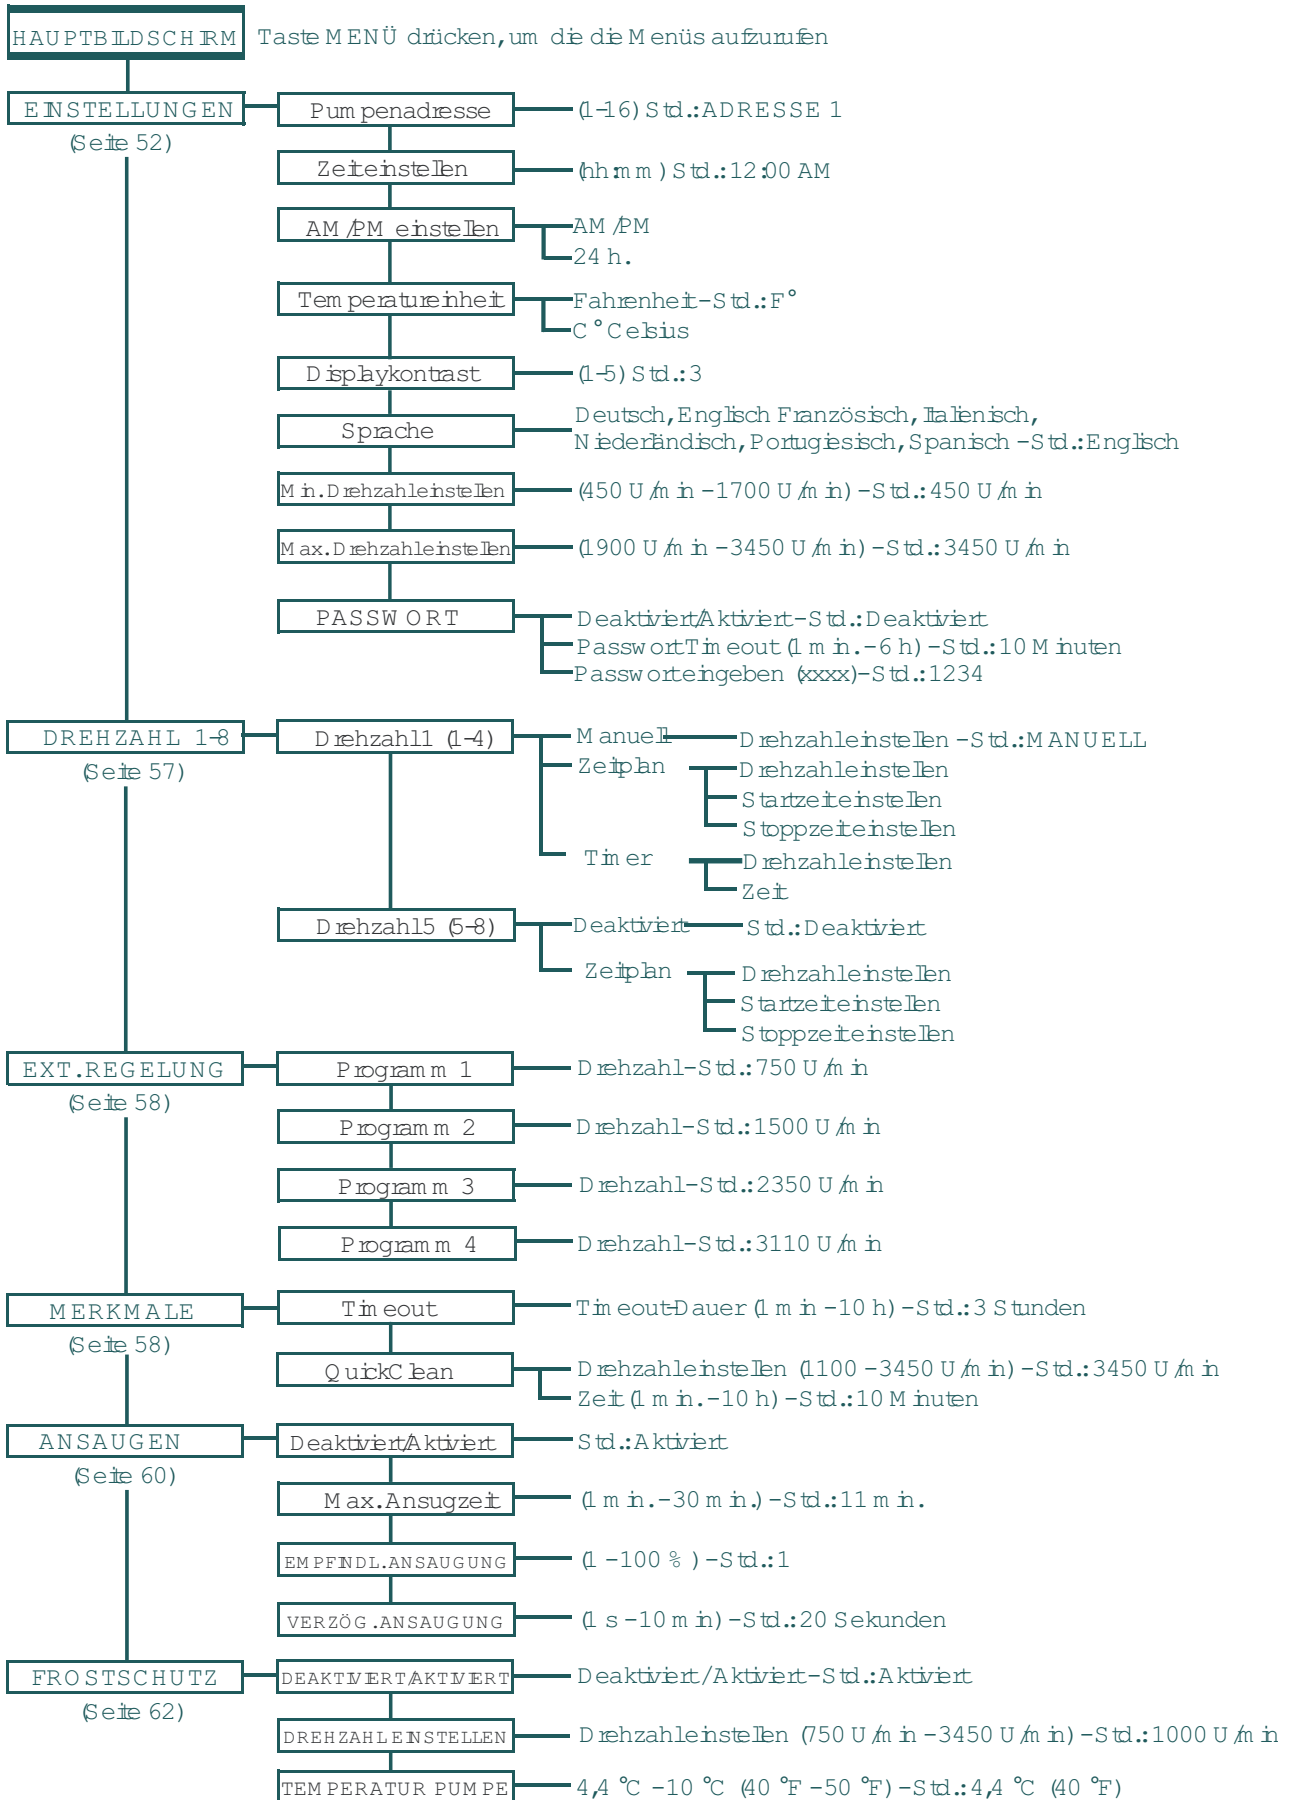 HAUPTBILDSCHIRM Taste MENÜ drücken, um die die Menüs aufzurufen
EINSTELLUNGEN Pumpenadresse (1-16) Std.: ADRESSE 1
(Seite 52)
Zeit einstellen (hh:mm) Std.: 12:00 AM
AM/PM einstellen AM/PM
24 h.
Temperatureinheit Fahrenheit - Std.: F°
C° Celsius
Displaykontrast (1-5) Std.: 3
Sprache Deutsch, Englisch Französisch, Italienisch,
Niederländisch, Portugiesisch, Spanisch - Std.: Englisch
Min. Drehzahl einstellen (450 U/min - 1700 U/min) - Std.: 450 U/min
Max. Drehzahl einstellen (1900 U/min - 3450 U/min) - Std.: 3450 U/min
PASSWORT Deaktiviert/Aktiviert - Std.: Deaktiviert
Passwort Timeout (1 min. - 6 h) - Std.: 10 Minuten
Passwort eingeben (xxxx) - Std.: 1234
DREHZAHL 1-8 Drehzahl 1 (1-4) Manuell Drehzahl einstellen - Std.: MANUELL
(Seite 57)
Zeitplan Drehzahl einstellen
Startzeit einstellen
Stoppzeit einstellen
Timer Drehzahl einstellen
Zeit
Drehzahl 5 (5-8) Deaktiviert Std.: Deaktiviert
Zeitplan Drehzahl einstellen
Startzeit einstellen
Stoppzeit einstellen
EXT. REGELUNG Programm 1 Drehzahl - Std.: 750 U/min
(Seite 58)
Programm 2 Drehzahl - Std.: 1500 U/min
Programm 3 Drehzahl - Std.: 2350 U/min
Programm 4 Drehzahl - Std.: 3110 U/min
MERKMALE Timeout Timeout-Dauer (1 min - 10 h) - Std.: 3 Stunden
(Seite 58)
QuickClean Drehzahl einstellen (1100 - 3450 U/min) - Std.: 3450 U/min
Zeit (1 min. - 10 h) - Std.: 10 Minuten
ANSAUGEN Deaktiviert/Aktiviert Std.: Aktiviert
(Seite 60)
Max. Ansugzeit (1 min. - 30 min.) - Std.: 11 min.
EMPFINDL. ANSAUGUNG (1 - 100 %) - Std.: 1
VERZÖG. ANSAUGUNG (1 s - 10 min) - Std.: 20 Sekunden
FROSTSCHUTZ DEAKTIVIERT/AKTIVIERT Deaktiviert/Aktiviert - Std.: Aktiviert
(Seite 62)
DREHZAHL EINSTELLEN Drehzahl einstellen (750 U/min - 3450 U/min) - Std.: 1000 U/min
TEMPERATUR PUMPE 4,4 °C - 10 °C (40 °F - 50 °F) - Std.: 4,4 °C (40 °F)